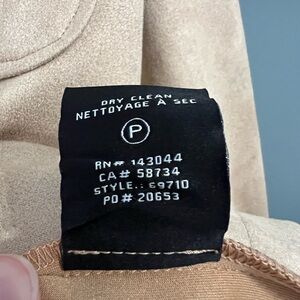 DRY CLEAN
NETTOYAGE À SEC
P
RN# 143044
CA# 58734
STYLE.: 69710
PO# 20653